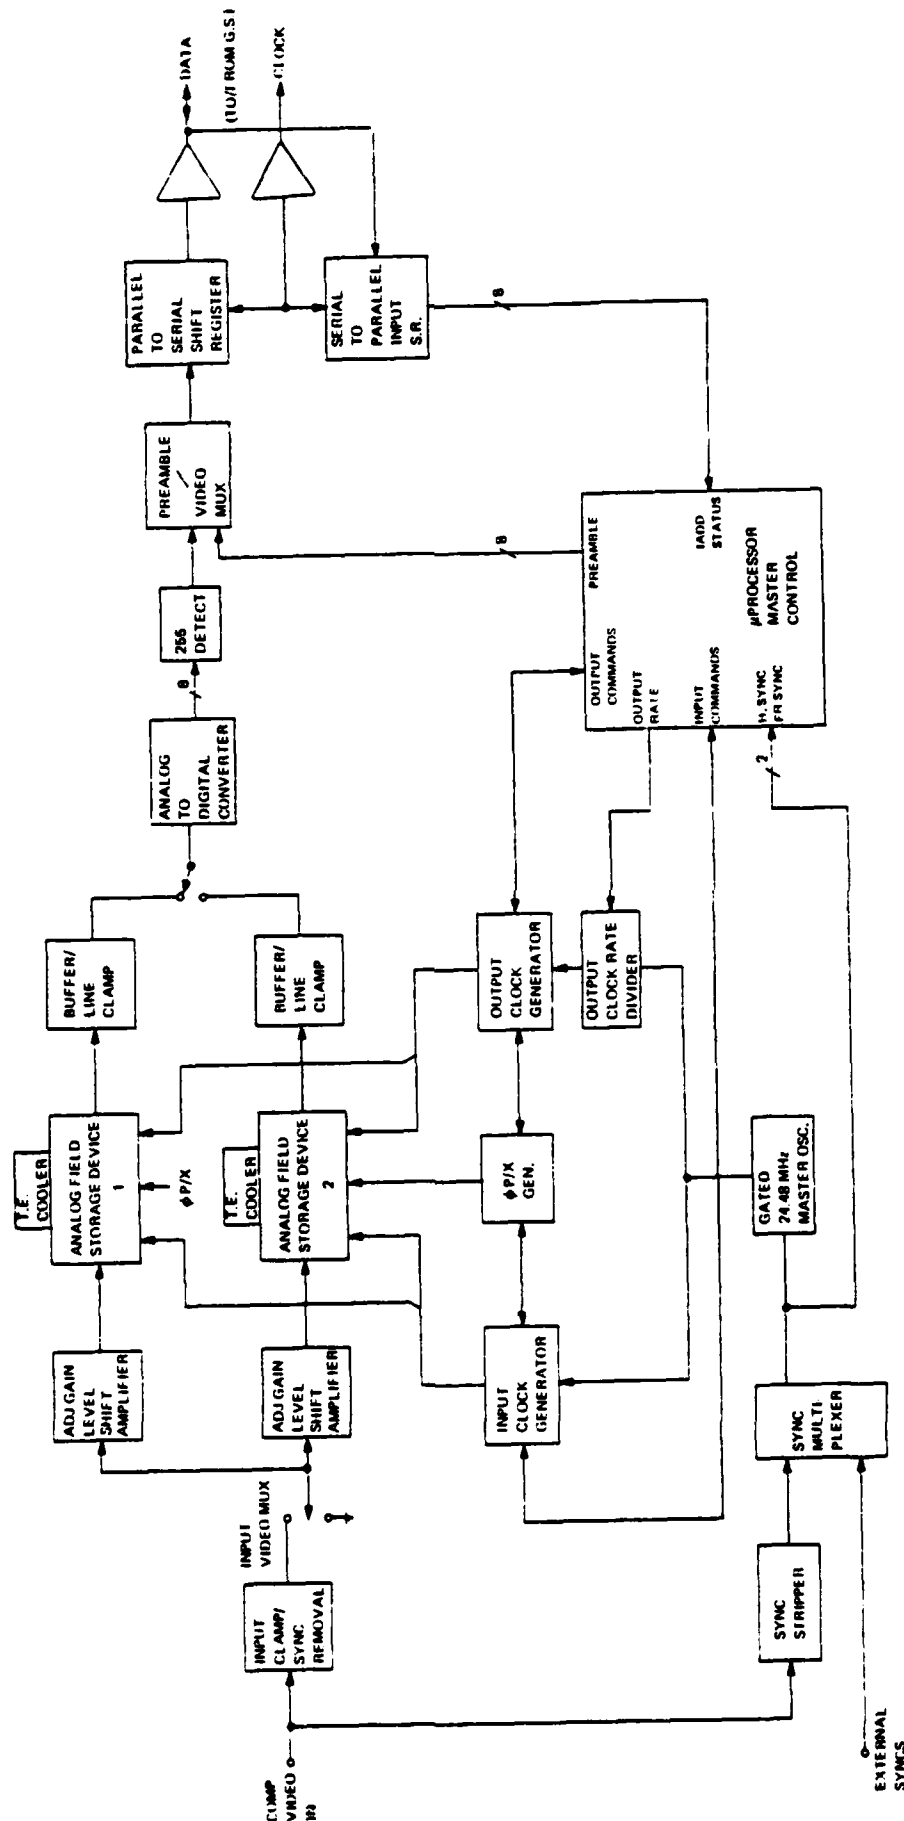 COMP
VIDEO
IN
INPUT
CLAMP/
SYNC
REMOVAL
INPUT
VIDEO MUX
ADJ GAIN
LEVEL
SHIFT
AMPLIFIER
T.E.
COOLER
ANALOG FIELD
STORAGE DEVICE
1
ϕP/X
BUFFER/
LINE
CLAMP
ADJ GAIN
LEVEL
SHIFT
AMPLIFIER
T.E.
COOLER
ANALOG FIELD
STORAGE DEVICE
2
BUFFER/
LINE
CLAMP
ANALOG
TO
DIGITAL
CONVERTER
8
DETECT
PREAMBLE
/
VIDEO
MUX
PARALLEL
TO
SERIAL
SHIFT
REGISTER
DATA
(TO/FROM G.S)
CLOCK
SERIAL
TO
PARALLEL
INPUT
S.R.
8
8
INPUT
CLOCK
GENERATOR
ϕP/X
GEN.
OUTPUT
CLOCK
GENERATOR
OUTPUT
CLOCK RATE
DIVIDER
OUTPUT
COMMANDS
PREAMBLE
OUTPUT
RATE
INPUT
COMMANDS
H. SYNC
FR SYNC
STATUS
μPROCESSOR
MASTER
CONTROL
2
GATED
24.48 MHz
MASTER OSC.
SYNC
MULTI
PLEXER
SYNC
STRIPPER
EXTERNAL
SYNCS